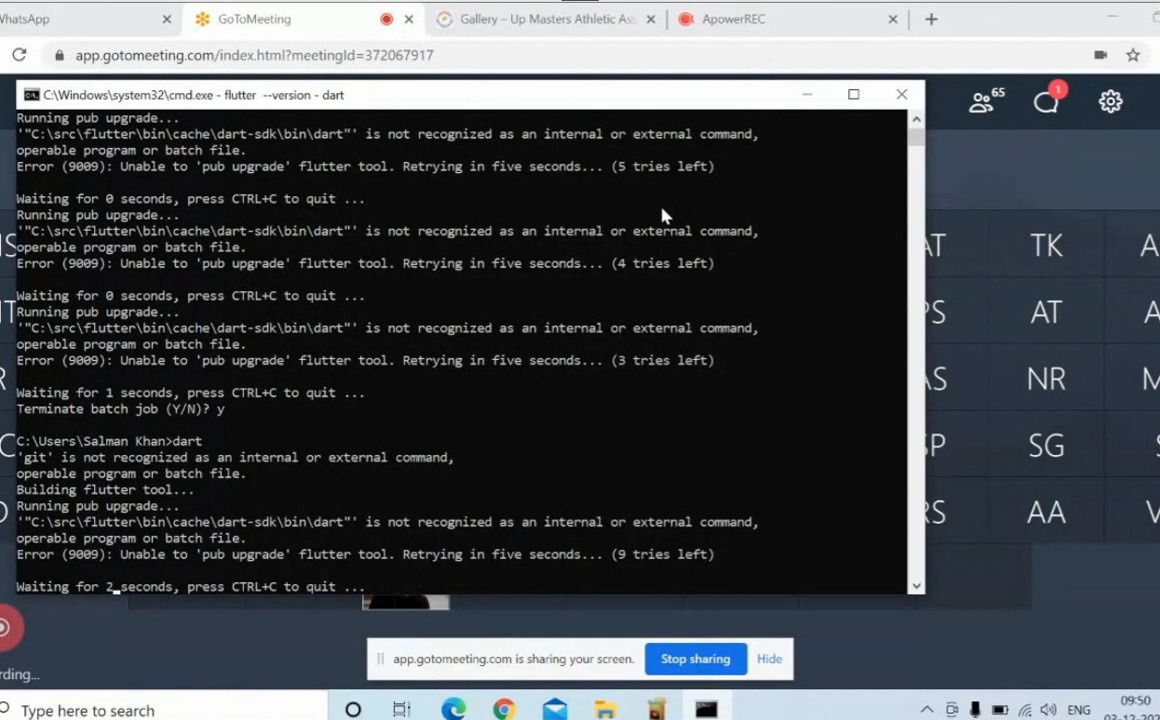 WhatsApp
GoToMeeting
Gallery – Up Masters Athletic As
ApowerREC
app.gotomeeting.com/index.html?meetingId=372067917
C:\Windows\system32\cmd.exe - flutter --version - dart
65
1
Running pub upgrade...
'"C:\src\flutter\bin\cache\dart-sdk\bin\dart"' is not recognized as an internal or external command,
operable program or batch file.
Error (9009): Unable to 'pub upgrade' flutter tool. Retrying in five seconds... (5 tries left)
Waiting for 0 seconds, press CTRL+C to quit ...
Running pub upgrade...
'"C:\src\flutter\bin\cache\dart-sdk\bin\dart"' is not recognized as an internal or external command,
operable program or batch file.
Error (9009): Unable to 'pub upgrade' flutter tool. Retrying in five seconds... (4 tries left)
Waiting for 0 seconds, press CTRL+C to quit ...
Running pub upgrade...
'"C:\src\flutter\bin\cache\dart-sdk\bin\dart"' is not recognized as an internal or external command,
operable program or batch file.
Error (9009): Unable to 'pub upgrade' flutter tool. Retrying in five seconds... (3 tries left)
Waiting for 1 seconds, press CTRL+C to quit ...
Terminate batch job (Y/N)? y
C:\Users\Salman Khan>dart
'git' is not recognized as an internal or external command,
operable program or batch file.
Building flutter tool...
Running pub upgrade...
'"C:\src\flutter\bin\cache\dart-sdk\bin\dart"' is not recognized as an internal or external command,
operable program or batch file.
Error (9009): Unable to 'pub upgrade' flutter tool. Retrying in five seconds... (9 tries left)
Waiting for 2 seconds, press CTRL+C to quit ...
AT TK
PS AT
AS NR
SP SG
RS AA
app.gotomeeting.com is sharing your screen.
Stop sharing
Hide
rding...
Type here to search
ENG
09:50